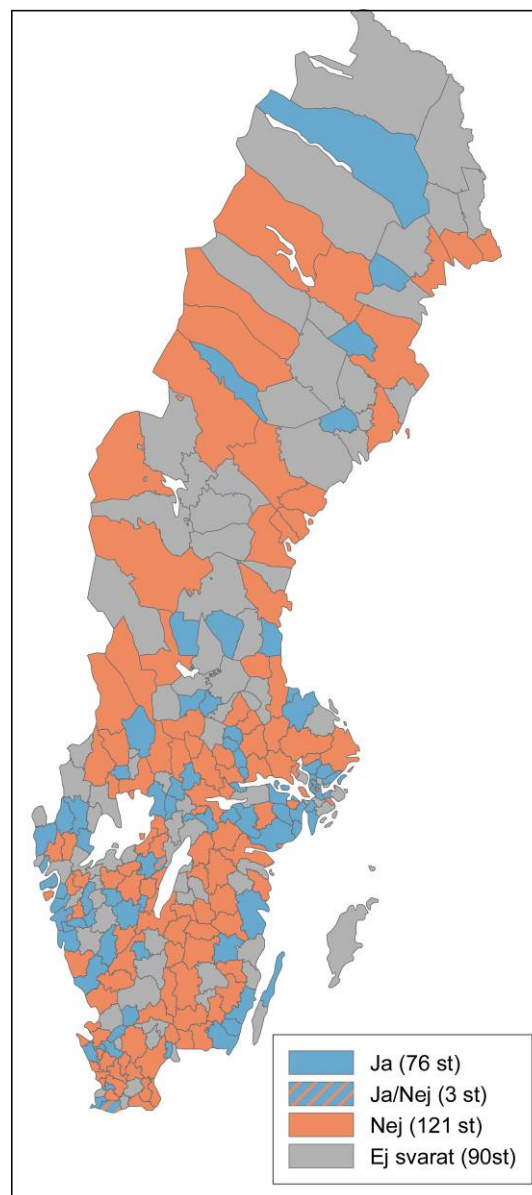 Ja (76 st)
Ja/Nej (3 st)
Nej (121 st)
Ej svarat (90st)